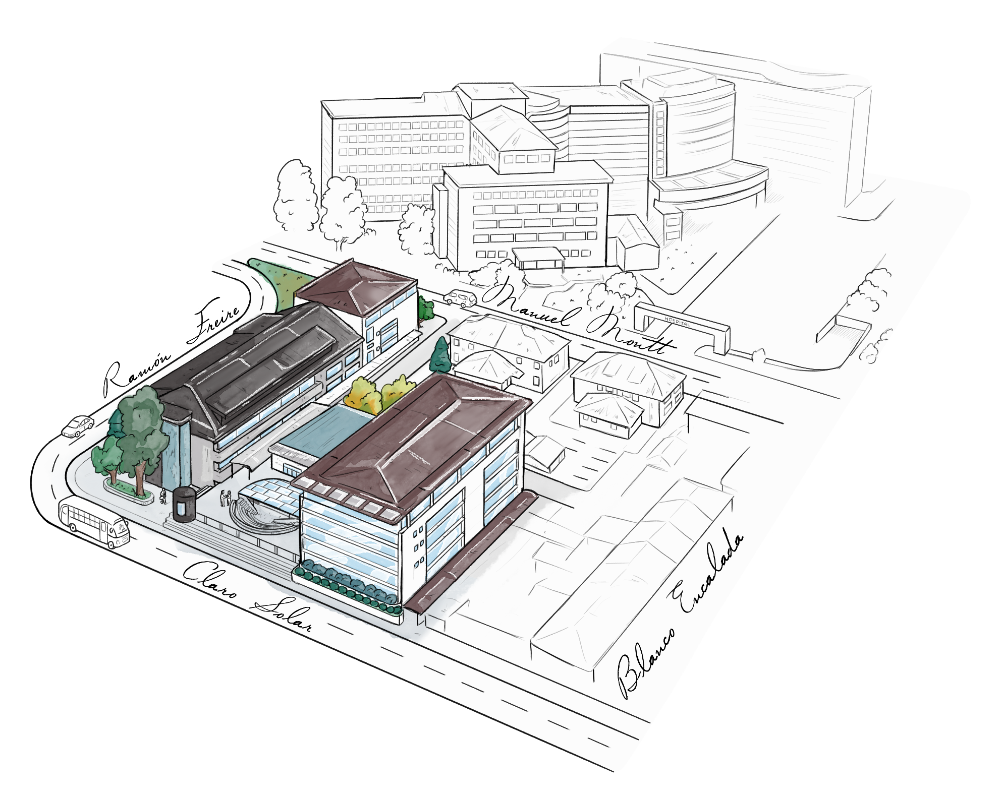 HOSPITAL
Manuel Montt
Ramón Freire
Claro Solar
Blanco Encalada